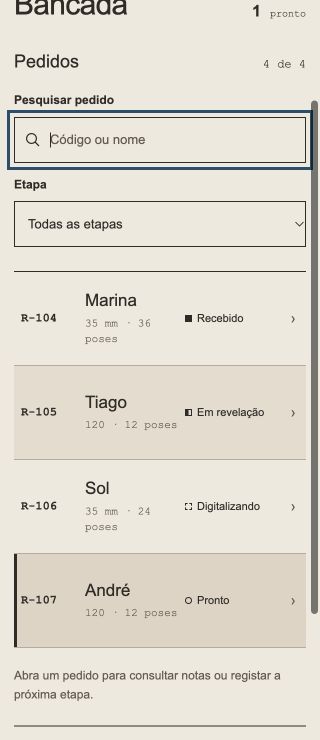 Bancada
1 pronto
Pedidos
4 de 4
Pesquisar pedido
Código ou nome
Etapa
Todas as etapas
R-104
Marina
35 mm · 36
poses
Recebido
R-105
Tiago
120 · 12 poses
Em revelação
R-106
Sol
35 mm · 24
poses
Digitalizando
R-107
André
120 · 12 poses
Pronto
Abra um pedido para consultar notas ou registar a
próxima etapa.